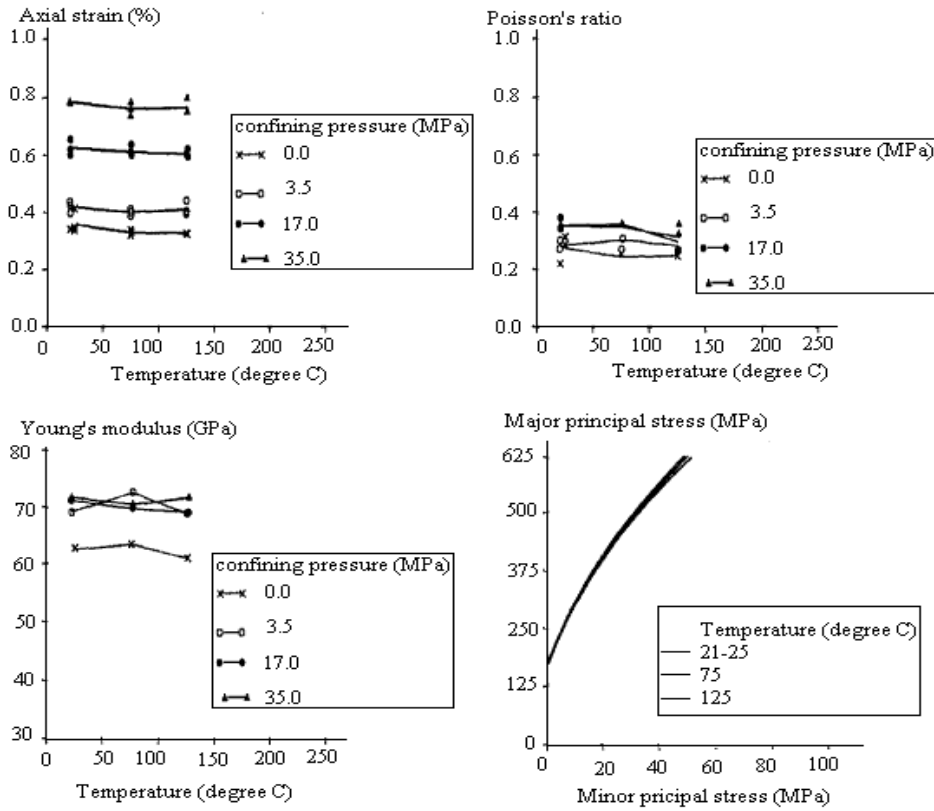 Axial strain (%)
1.0
0.8
0.6
0.4
0.2
0.0
0 50 100 150 200 250
Temperature (degree C)
confining pressure (MPa)
0.0
3.5
17.0
35.0
Poisson's ratio
1.0
0.8
0.6
0.4
0.2
0.0
0 50 100 150 200 250
Temperature (degree C)
confining pressure (MPa)
0.0
3.5
17.0
35.0
Young's modulus (GPa)
80
70
60
50
40
30
0 50 100 150 200 250
Temperature (degree C)
confining pressure (MPa)
0.0
3.5
17.0
35.0
Major principal stress (MPa)
625
500
375
250
125
0
0 20 40 60 80 100
Minor pricipal stress (MPa)
Temperature (degree C)
21-25
75
125